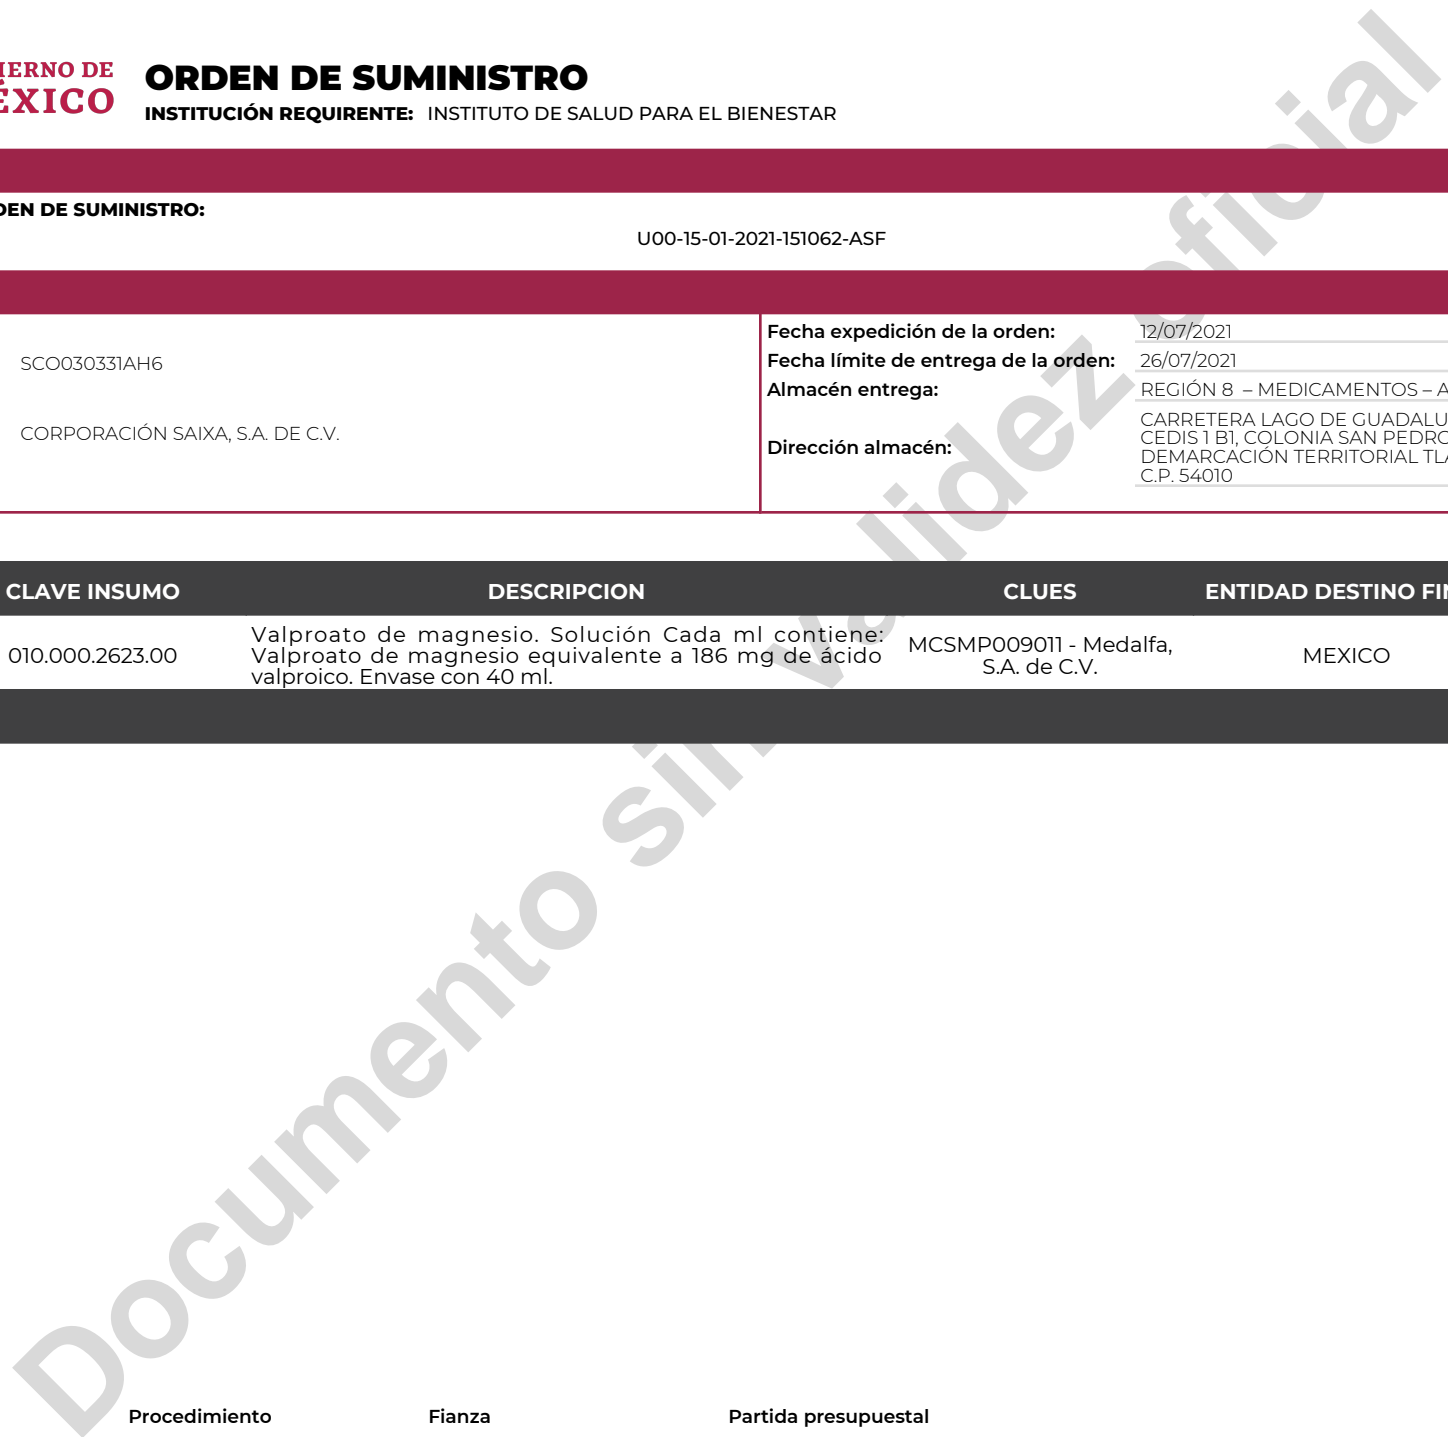 IERNO DE
ÉXICO
ORDEN DE SUMINISTRO
INSTITUCIÓN REQUIRENTE: INSTITUTO DE SALUD PARA EL BIENESTAR
DEN DE SUMINISTRO:
U00-15-01-2021-151062-ASF
SCO030331AH6
CORPORACIÓN SAIXA, S.A. DE C.V.
Fecha expedición de la orden: 12/07/2021
Fecha límite de entrega de la orden: 26/07/2021
Almacén entrega: REGIÓN 8 – MEDICAMENTOS – A
Dirección almacén:
CARRETERA LAGO DE GUADALU
CEDIS 1 B1, COLONIA SAN PEDRO
DEMARCACIÓN TERRITORIAL TLA
C.P. 54010
CLAVE INSUMO DESCRIPCION CLUES ENTIDAD DESTINO FIN
010.000.2623.00
Valproato de magnesio. Solución Cada ml contiene:
Valproato de magnesio equivalente a 186 mg de ácido
valproico. Envase con 40 ml.
MCSMP009011 - Medalfa,
S.A. de C.V.
MEXICO
Documento sin validez oficial
Procedimiento Fianza Partida presupuestal